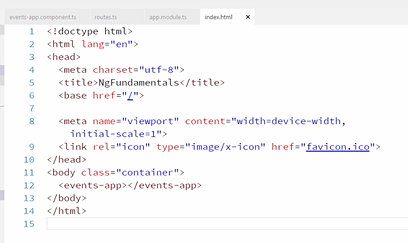 events-app.component.ts routes.ts app.module.ts index.html ×
1 <!doctype html>
2 <html lang="en">
3 <head>
4 <meta charset="utf-8">
5 <title>NgFundamentals</title>
6 <base href="/">
7
8 <meta name="viewport" content="width=device-width,
initial-scale=1">
9 <link rel="icon" type="image/x-icon" href="favicon.ico">
10 </head>
11 <body class="container">
12 <events-app></events-app>
13 </body>
14 </html>
15